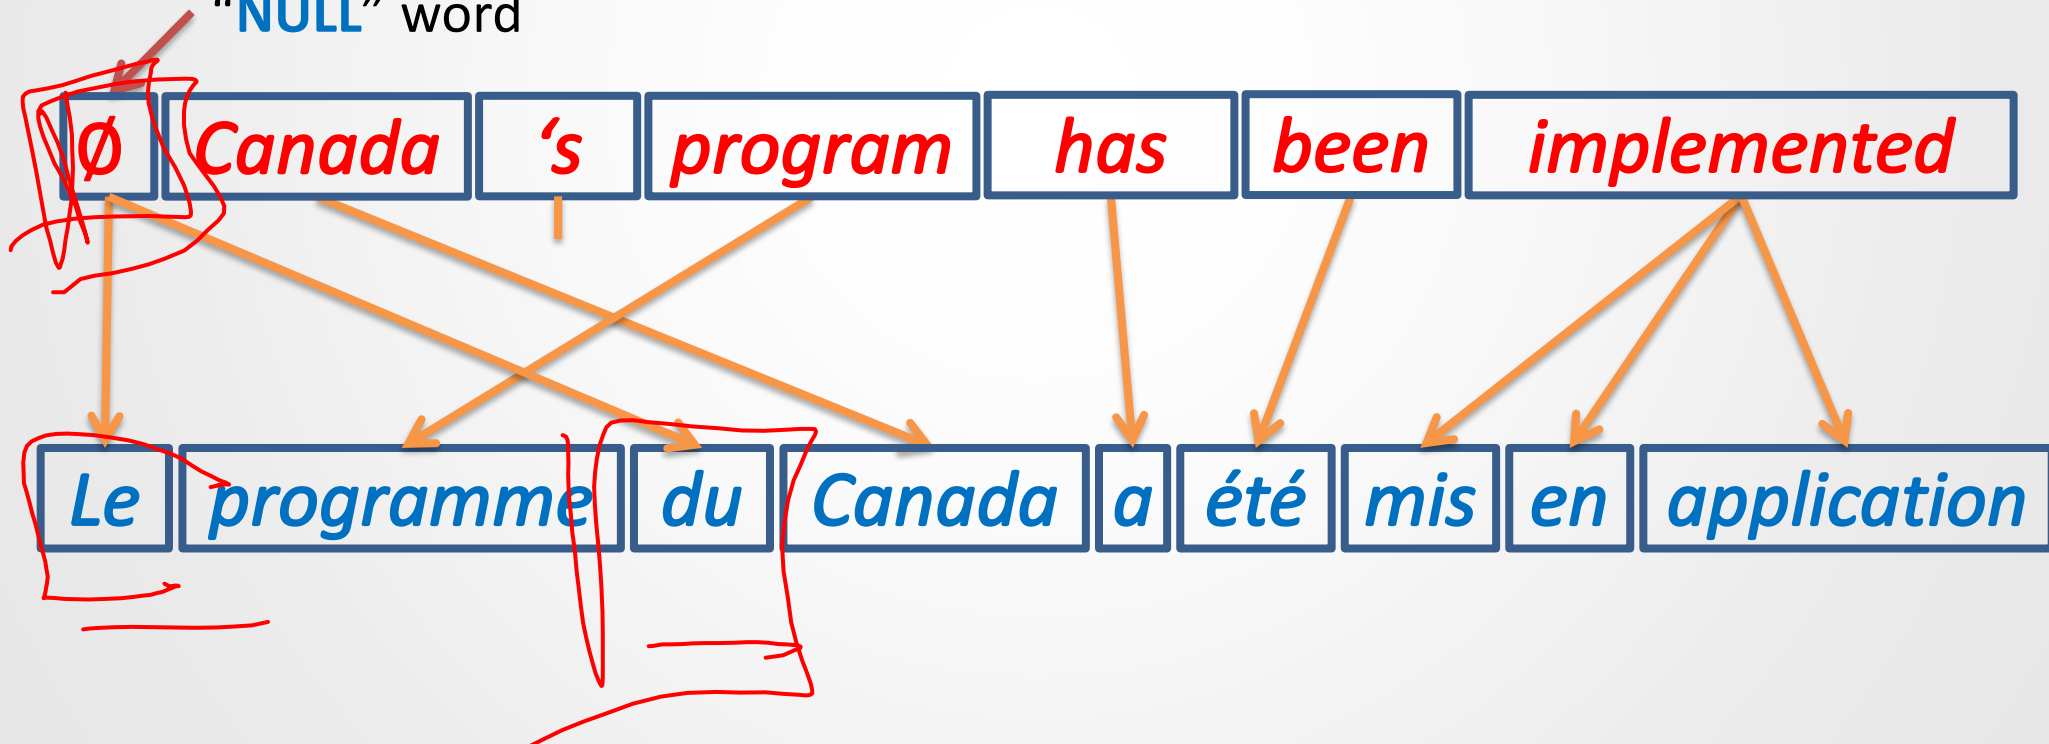 “NULL” word
Ø Canada ‘s program has been implemented
Le programme du Canada a été mis en application